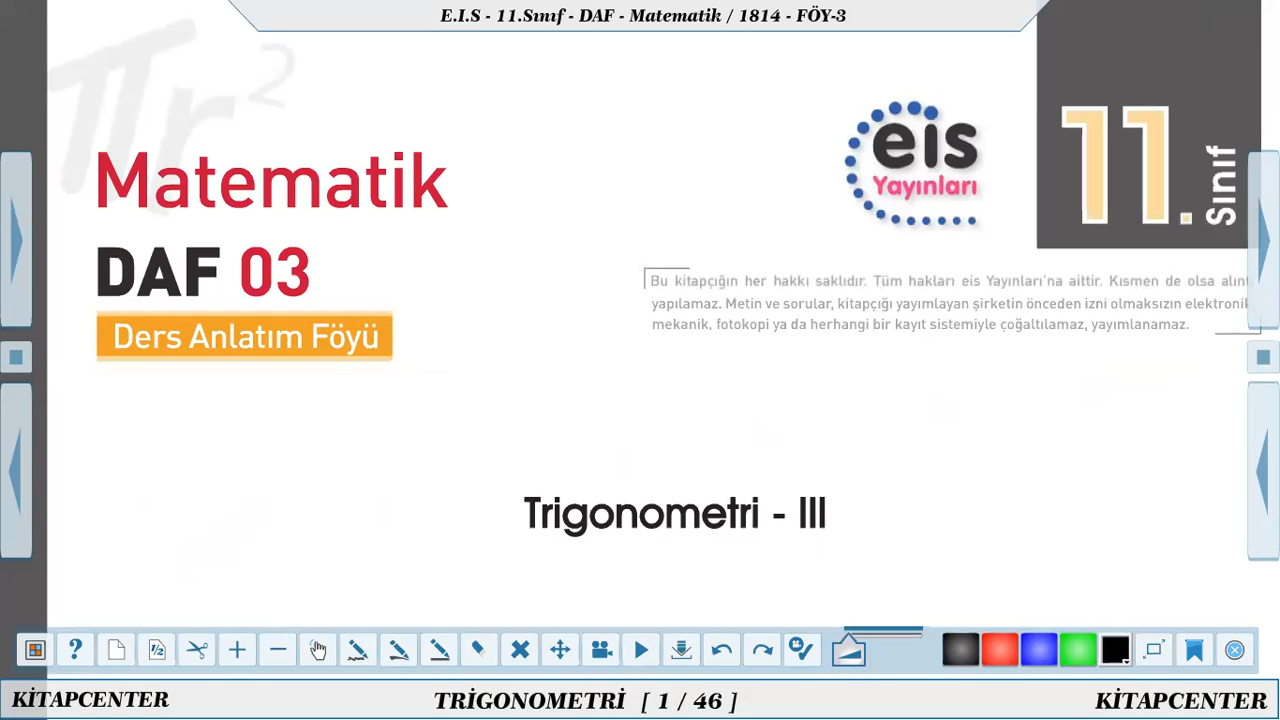 E.I.S - 11.Sınıf - DAF - Matematik / 1814 - FÖY-3
πr²
Matematik
DAF 03
Ders Anlatım Föyü
eis
Yayınları
11.
Sınıf
Bu kitapçığın her hakkı saklıdır. Tüm hakları eis Yayınları'na aittir. Kısmen de olsa alınt
yapılamaz. Metin ve sorular, kitapçığı yayımlayan şirketin önceden izni olmaksızın elektronik
mekanik, fotokopi ya da herhangi bir kayıt sistemiyle çoğaltılamaz, yayımlanamaz.
Trigonometri - III
? 1/2
KİTAPCENTER TRİGONOMETRİ [ 1 / 46 ] KİTAPCENTER